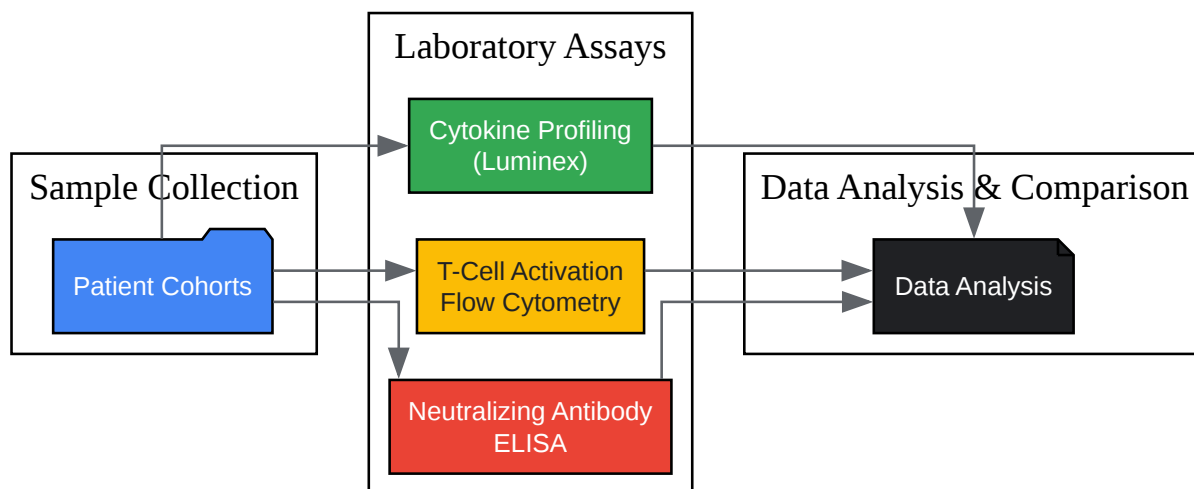 Sample Collection
Patient Cohorts
Laboratory Assays
Cytokine Profiling
(Luminex)
T-Cell Activation
Flow Cytometry
Neutralizing Antibody
ELISA
Data Analysis & Comparison
Data Analysis